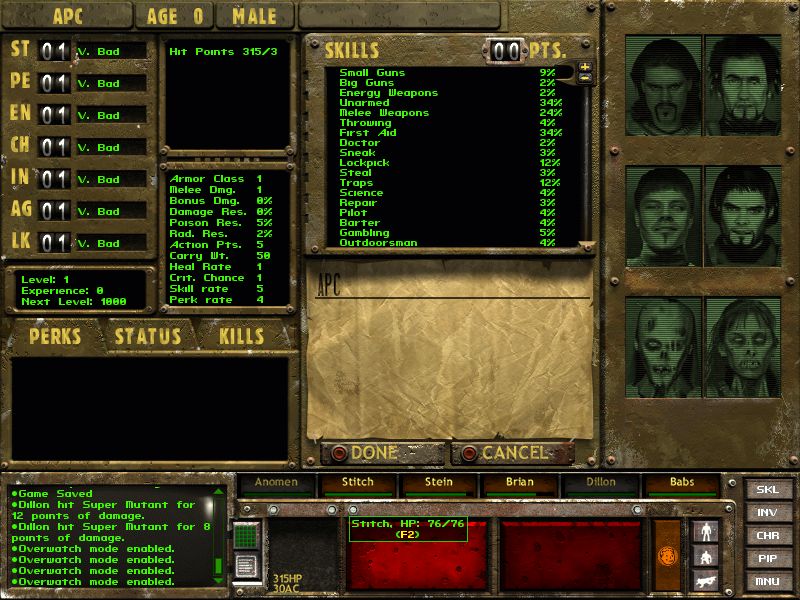 APC AGE 0 MALE
ST 01 V. Bad
PE 01 V. Bad
EN 01 V. Bad
CH 01 V. Bad
IN 01 V. Bad
AG 01 V. Bad
LK 01 V. Bad
Level: 1
Experience: 0
Next Level: 1000
Hit Points 315/3
Armor Class 1
Melee Dmg. 1
Bonus Dmg. 0%
Damage Res. 0%
Poison Res. 5%
Rad. Res. 2%
Action Pts. 5
Carry Wt. 50
Heal Rate 1
Crit. Chance 1
Skill rate 5
Perk rate 4
SKILLS 00 PTS.
Small Guns 9%
Big Guns 2%
Energy Weapons 2%
Unarmed 34%
Melee Weapons 24%
Throwing 4%
First Aid 34%
Doctor 2%
Sneak 3%
Lockpick 12%
Steal 3%
Traps 12%
Science 4%
Repair 3%
Pilot 4%
Barter 4%
Gambling 5%
Outdoorsman 4%
PERKS STATUS KILLS
APC
DONE CANCEL
•Game Saved
•Dillon hit Super Mutant for
12 points of damage.
•Dillon hit Super Mutant for 8
points of damage.
•Overwatch mode enabled.
•Overwatch mode enabled.
•Overwatch mode enabled.
•Overwatch mode enabled.
Anomen Stitch Stein Brian Dillon Babs
Stitch, HP: 76/76
(F2)
315HP
30AC
SKL
INV
CHR
PIP
MNU